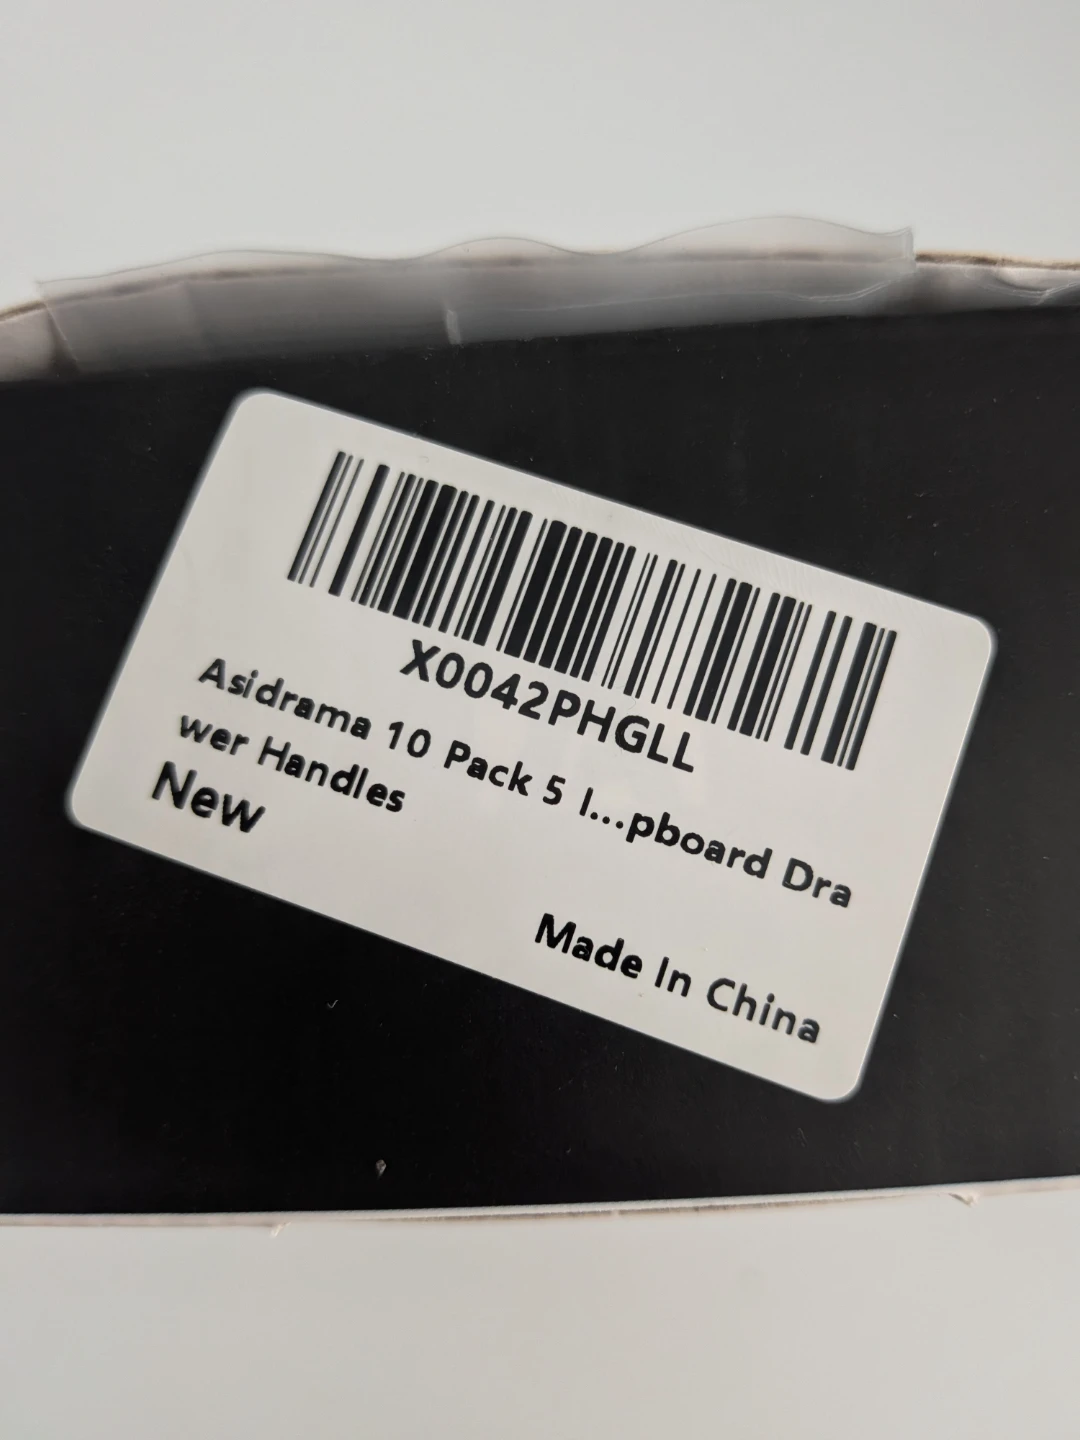 X0042PHGLL
Asidrama 10 Pack 5 I...pboard Dra
wer Handles
New
Made In China